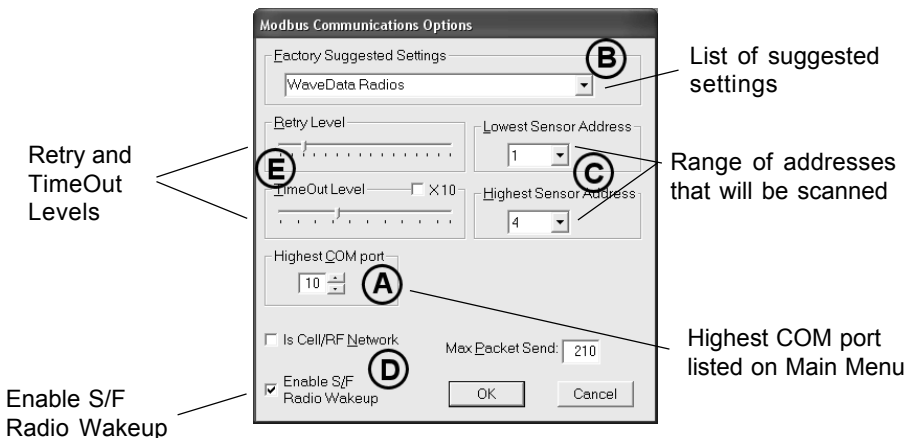 Modbus Communications Options
Factory Suggested Settings
B
WaveData Radios
List of suggested
settings
Retry Level
Lowest Sensor Address
1
E
C
Retry and
TimeOut
Levels
Range of addresses
that will be scanned
TimeOut Level
X10
Highest Sensor Address
4
Highest COM port
10
A
Highest COM port
listed on Main Menu
Is Cell/RF Network
Max Packet Send: 210
D
Enable S/F
Radio Wakeup
OK
Cancel
Enable S/F
Radio Wakeup